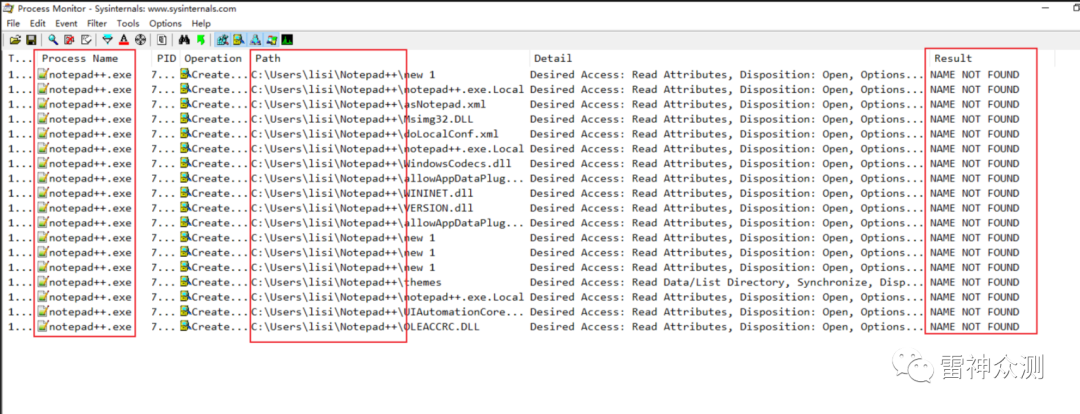 Process Monitor - Sysinternals: www.sysinternals.com
File Edit Event Filter Tools Options Help
T... Process Name PID Operation Path Detail Result
1... notepad++.exe 7... Create... C:\Users\lisi\Notepad++\new 1 Desired Access: Read Attributes, Disposition: Open, Options... NAME NOT FOUND
1... notepad++.exe 7... Create... C:\Users\lisi\Notepad++\notepad++.exe.Local Desired Access: Read Attributes, Disposition: Open, Options... NAME NOT FOUND
1... notepad++.exe 7... Create... C:\Users\lisi\Notepad++\asNotepad.xml Desired Access: Read Attributes, Disposition: Open, Options... NAME NOT FOUND
1... notepad++.exe 7... Create... C:\Users\lisi\Notepad++\Msimg32.DLL Desired Access: Read Attributes, Disposition: Open, Options... NAME NOT FOUND
1... notepad++.exe 7... Create... C:\Users\lisi\Notepad++\doLocalConf.xml Desired Access: Read Attributes, Disposition: Open, Options... NAME NOT FOUND
1... notepad++.exe 7... Create... C:\Users\lisi\Notepad++\notepad++.exe.Local Desired Access: Read Attributes, Disposition: Open, Options... NAME NOT FOUND
1... notepad++.exe 7... Create... C:\Users\lisi\Notepad++\WindowsCodecs.dll Desired Access: Read Attributes, Disposition: Open, Options... NAME NOT FOUND
1... notepad++.exe 7... Create... C:\Users\lisi\Notepad++\allowAppDataPlug... Desired Access: Read Attributes, Disposition: Open, Options... NAME NOT FOUND
1... notepad++.exe 7... Create... C:\Users\lisi\Notepad++\WININET.dll Desired Access: Read Attributes, Disposition: Open, Options... NAME NOT FOUND
1... notepad++.exe 7... Create... C:\Users\lisi\Notepad++\VERSION.dll Desired Access: Read Attributes, Disposition: Open, Options... NAME NOT FOUND
1... notepad++.exe 7... Create... C:\Users\lisi\Notepad++\allowAppDataPlug... Desired Access: Read Attributes, Disposition: Open, Options... NAME NOT FOUND
1... notepad++.exe 7... Create... C:\Users\lisi\Notepad++\new 1 Desired Access: Read Attributes, Disposition: Open, Options... NAME NOT FOUND
1... notepad++.exe 7... Create... C:\Users\lisi\Notepad++\new 1 Desired Access: Read Attributes, Disposition: Open, Options... NAME NOT FOUND
1... notepad++.exe 7... Create... C:\Users\lisi\Notepad++\new 1 Desired Access: Read Attributes, Disposition: Open, Options... NAME NOT FOUND
1... notepad++.exe 7... Create... C:\Users\lisi\Notepad++\themes Desired Access: Read Data/List Directory, Synchronize, Disp... NAME NOT FOUND
1... notepad++.exe 7... Create... C:\Users\lisi\Notepad++\notepad++.exe.Local Desired Access: Read Attributes, Disposition: Open, Options... NAME NOT FOUND
1... notepad++.exe 7... Create... C:\Users\lisi\Notepad++\UIAutomationCore... Desired Access: Read Attributes, Disposition: Open, Options... NAME NOT FOUND
1... notepad++.exe 7... Create... C:\Users\lisi\Notepad++\OLEACCRC.DLL Desired Access: Read Attributes, Disposition: Open, Options... NAME NOT FOUND
雷神众测